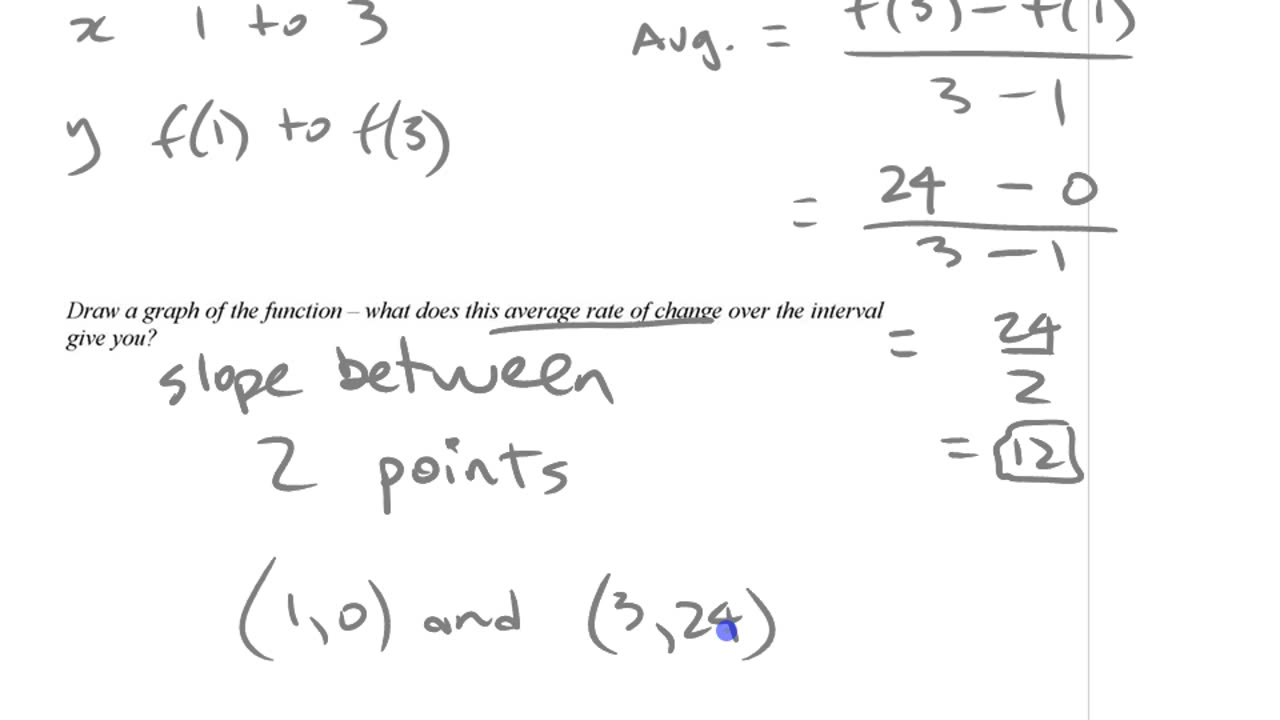 x 1 to 3
y f(1) to f(3)
Avg. = f(3) - f(1)
3 - 1
= 24 - 0
3 - 1
= 24
2
= 12
Draw a graph of the function – what does this average rate of change over the interval
give you?
slope between
2 points
(1,0) and (3,24)